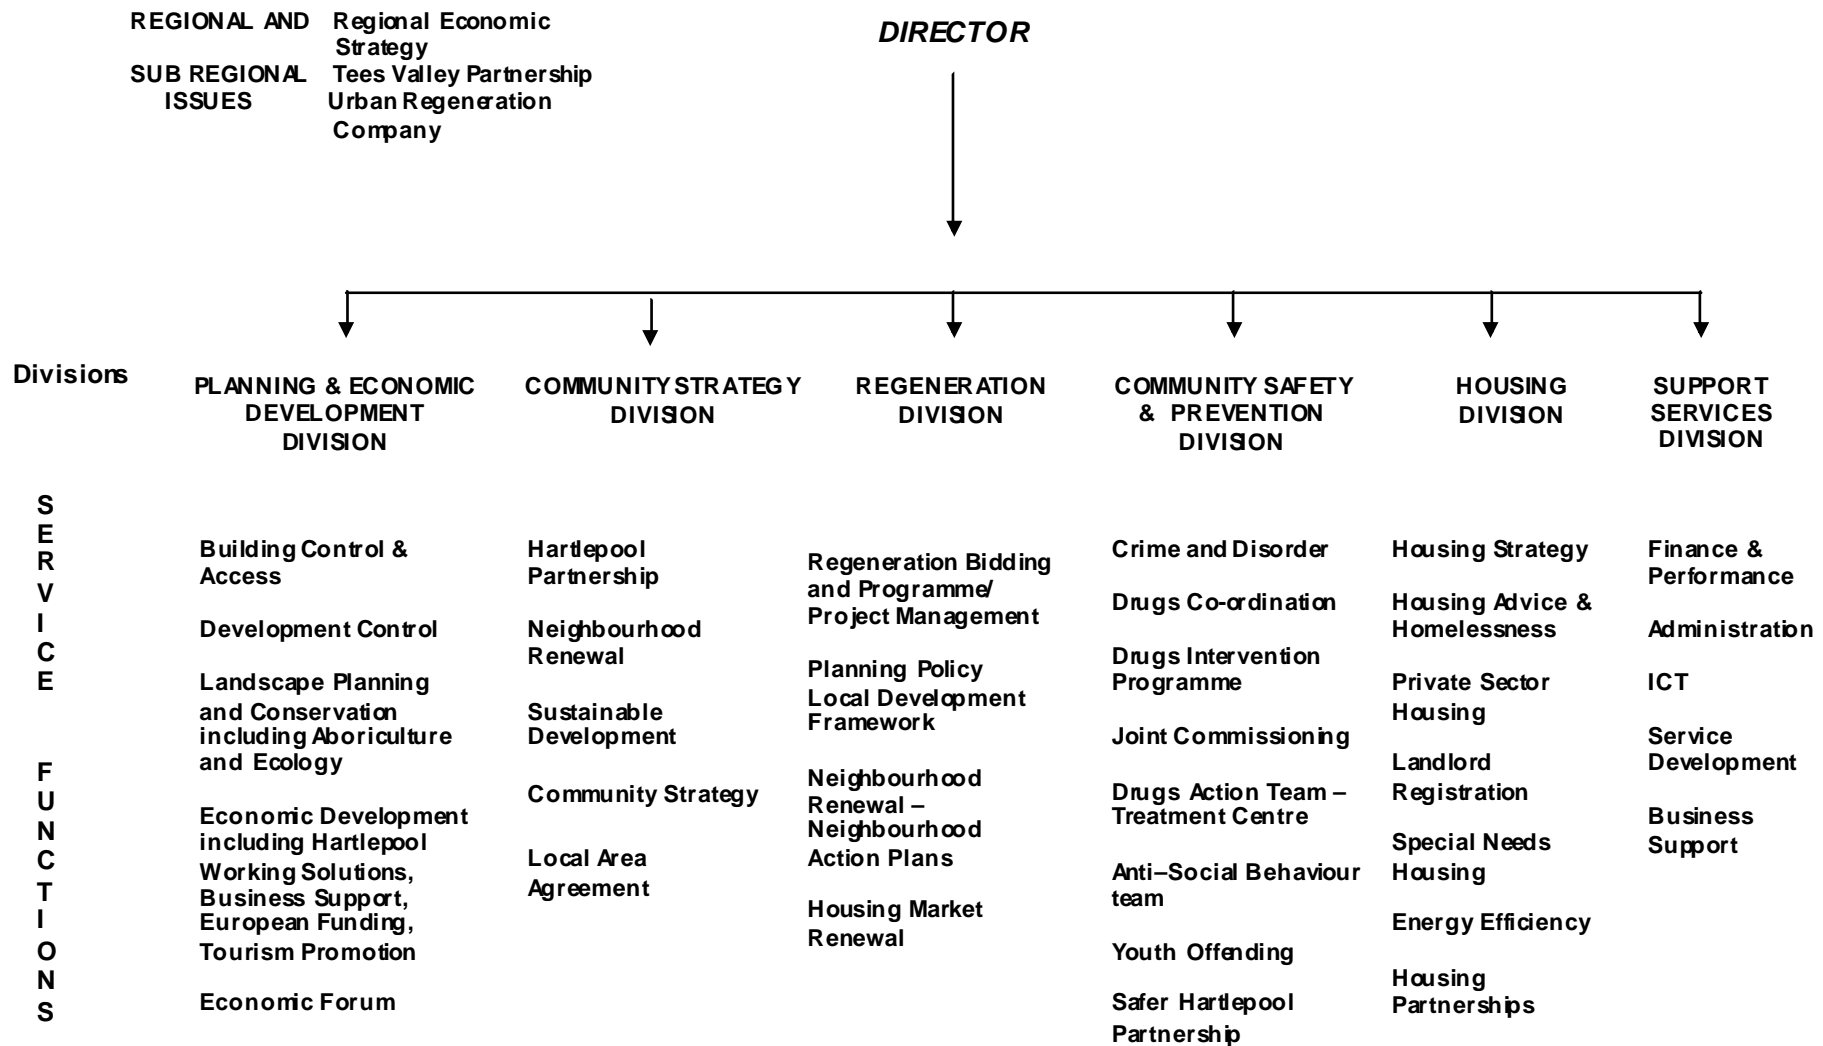 REGIONAL AND Regional Economic
Strategy
SUB REGIONAL Tees Valley Partnership
ISSUES Urban Regeneration
Company
DIRECTOR
Divisions
PLANNING & ECONOMIC
DEVELOPMENT
DIVISION
COMMUNITY STRATEGY
DIVISION
REGENERATION
DIVISION
COMMUNITY SAFETY
& PREVENTION
DIVISION
HOUSING
DIVISION
SUPPORT
SERVICES
DIVISION
SERVICE
FUNCTIONS
Building Control &
Access
Development Control
Landscape Planning
and Conservation
including Aboriculture
and Ecology
Economic Development
including Hartlepool
Working Solutions,
Business Support,
European Funding,
Tourism Promotion
Economic Forum
Hartlepool
Partnership
Neighbourhood
Renewal
Sustainable
Development
Community Strategy
Local Area
Agreement
Regeneration Bidding
and Programme/
Project Management
Planning Policy
Local Development
Framework
Neighbourhood
Renewal –
Neighbourhood
Action Plans
Housing Market
Renewal
Crime and Disorder
Drugs Co-ordination
Drugs Intervention
Programme
Joint Commissioning
Drugs Action Team –
Treatment Centre
Anti–Social Behaviour
team
Youth Offending
Safer Hartlepool
Partnership
Housing Strategy
Housing Advice &
Homelessness
Private Sector
Housing
Landlord
Registration
Special Needs
Housing
Energy Efficiency
Housing
Partnerships
Finance &
Performance
Administration
ICT
Service
Development
Business
Support